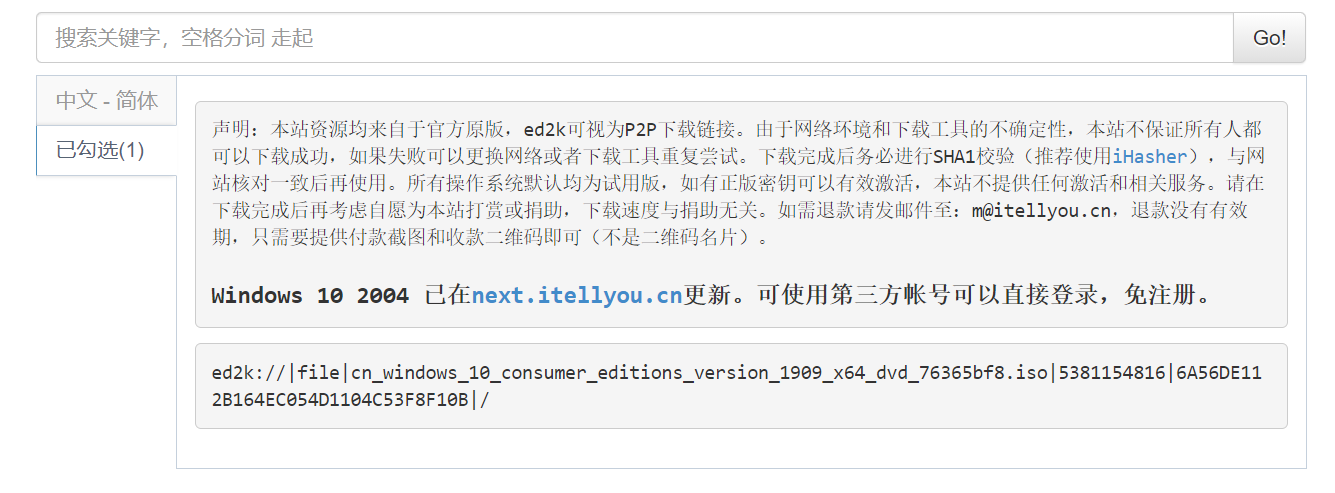 搜索关键字，空格分词 走起
Go!
中文 - 简体
已勾选(1)
声明：本站资源均来自于官方原版，ed2k可视为P2P下载链接。由于网络环境和下载工具的不确定性，本站不保证所有人都
可以下载成功，如果失败可以更换网络或者下载工具重复尝试。下载完成后务必进行SHA1校验（推荐使用iHasher），与网
站核对一致后再使用。所有操作系统默认均为试用版，如有正版密钥可以有效激活，本站不提供任何激活和相关服务。请在
下载完成后再考虑自愿为本站打赏或捐助，下载速度与捐助无关。如需退款请发邮件至：m@itellyou.cn，退款没有有效
期，只需要提供付款截图和收款二维码即可（不是二维码名片）。
Windows 10 2004 已在next.itellyou.cn更新。可使用第三方帐号可以直接登录，免注册。
ed2k://|file|cn_windows_10_consumer_editions_version_1909_x64_dvd_76365bf8.iso|5381154816|6A56DE11
2B164EC054D1104C53F8F10B|/